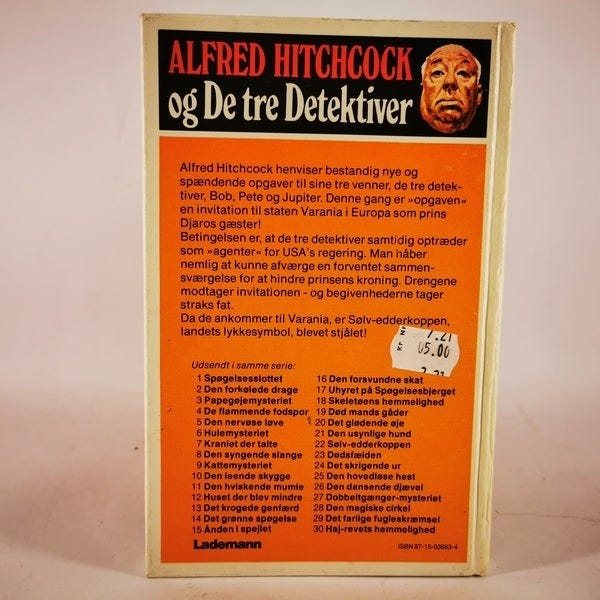 ALFRED HITCHCOCK
og De tre Detektiver
Alfred Hitchcock henviser bestandig nye og
spændende opgaver til sine tre venner, de tre detek-
tiver, Bob, Pete og Jupiter. Denne gang er »opgaven«
en invitation til staten Varania i Europa som prins
Djaros gæster!
Betingelsen er, at de tre detektiver samtidig optræder
som »agenter« for USA's regering. Man håber
nemlig at kunne afværge en forventet sammen-
sværgelse for at hindre prinsens kroning. Drengene
modtager invitationen - og begivenhederne tager
straks fat.
Da de ankommer til Varania, er Sølv-edderkoppen,
landets lykkesymbol, blevet stjålet!
7.21
Kr Nr
05.00
Udsendt i samme serie:
1 Spøgelsesslottet
2 Den forkølede drage
3 Papegøjemysteriet
4 De flammende fodspor
5 Den nervøse løve
6 Hulemysteriet
7 Kraniet der talte
8 Den syngende slange
9 Kattemysteriet
10 Den leende skygge
11 Den hviskende mumie
12 Huset der blev mindre
13 Det krogede genfærd
14 Det grønne spøgelse
15 Ånden i spejlet
16 Den forsvundne skat
17 Uhyret på Spøgelsesbjerget
18 Skeletøens hemmelighed
19 Død mands gåder
20 Det glødende øje
21 Den usynlige hund
22 Sølv-edderkoppen
23 Dødsfælden
24 Det skrigende ur
25 Den hovedløse hest
26 Den dansende djævel
27 Dobbeltgænger-mysteriet
28 Den magiske cirkel
29 Det farlige fugleskræmsel
30 Haj-revets hemmelighed
Lademann
ISBN 87-15-03663-4